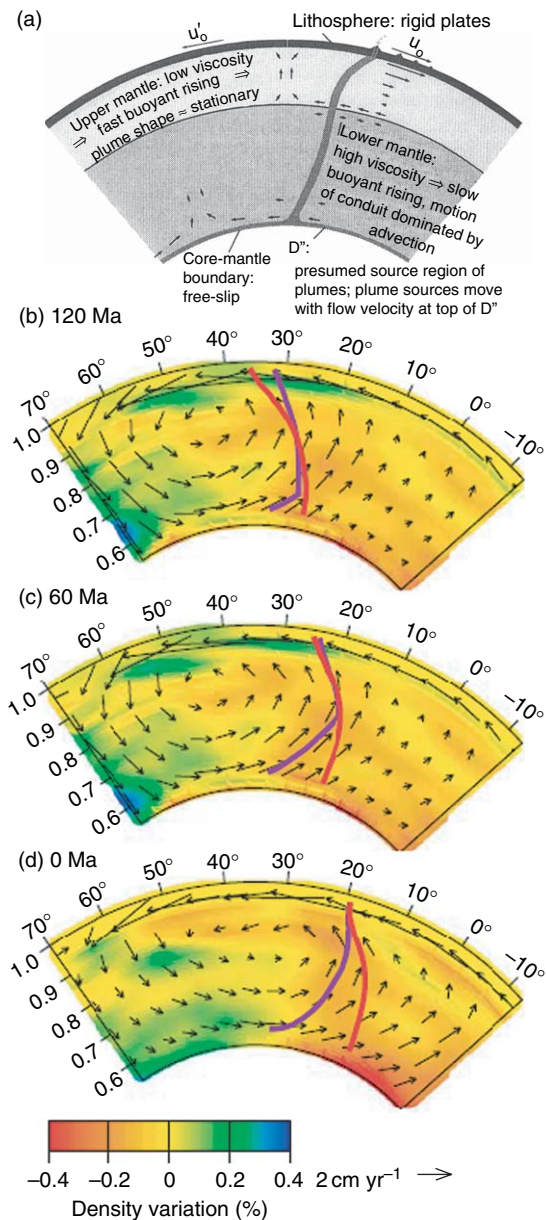 (a)
Lithosphere: rigid plates
u'o
uo
Upper mantle: low viscosity
⇒ fast buoyant rising ⇒
plume shape ≈ stationary
Lower mantle:
high viscosity ⇒ slow
buoyant rising, motion
of conduit dominated by
advection
Core-mantle
boundary:
free-slip
D":
presumed source region of
plumes; plume sources move
with flow velocity at top of D"
(b) 120 Ma
70° 60° 50° 40° 30° 20° 10° 0° −10°
1.0
0.9
0.8
0.7
0.6
(c) 60 Ma
70° 60° 50° 40° 30° 20° 10° 0° −10°
1.0
0.9
0.8
0.7
0.6
(d) 0 Ma
70° 60° 50° 40° 30° 20° 10° 0° −10°
1.0
0.9
0.8
0.7
0.6
−0.4 −0.2 0 0.2 0.4 2 cm yr−1
Density variation (%)